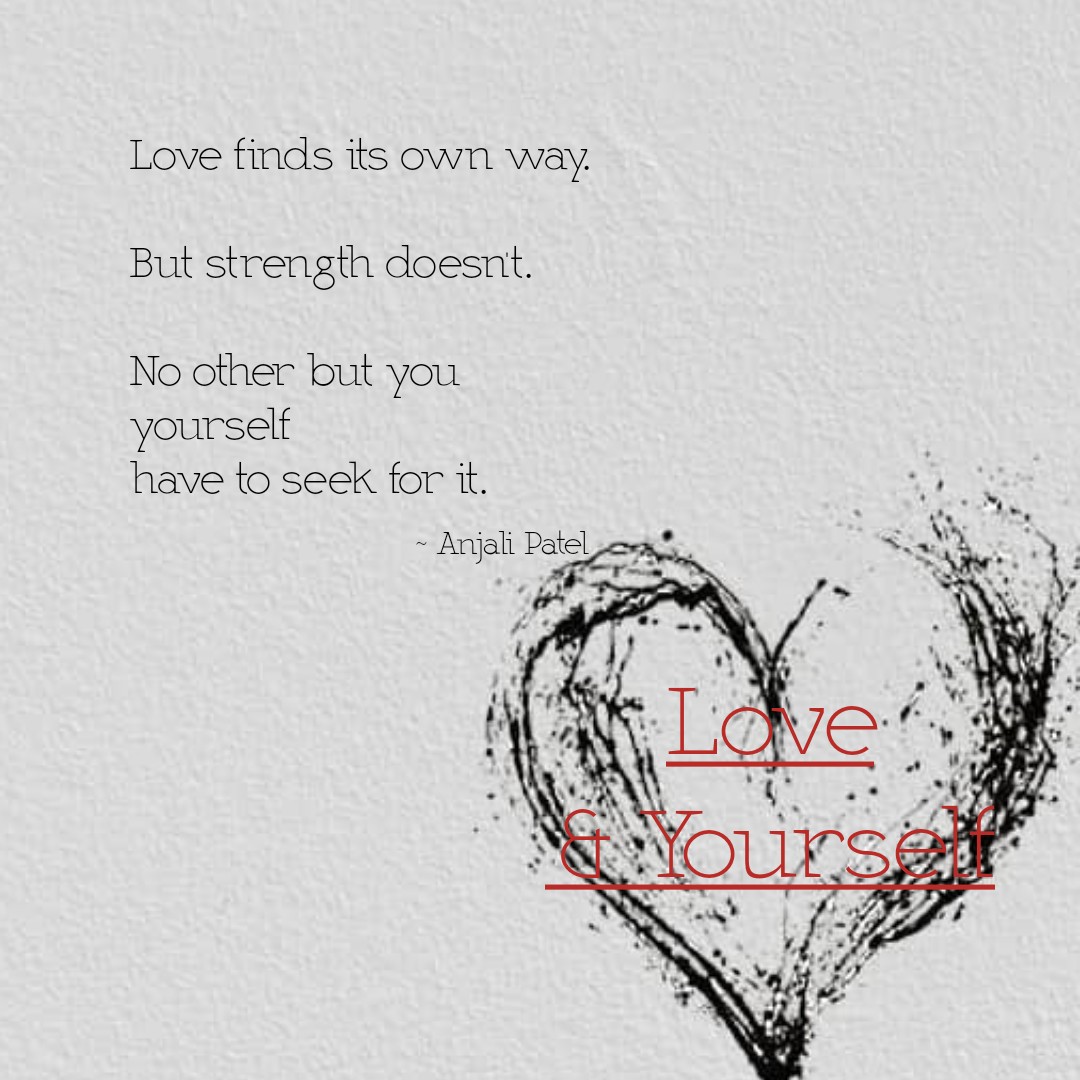 Love finds its own way.
But strength doesn't.
No other but you
yourself
have to seek for it.
~ Anjali Patel
Love
& Yourself